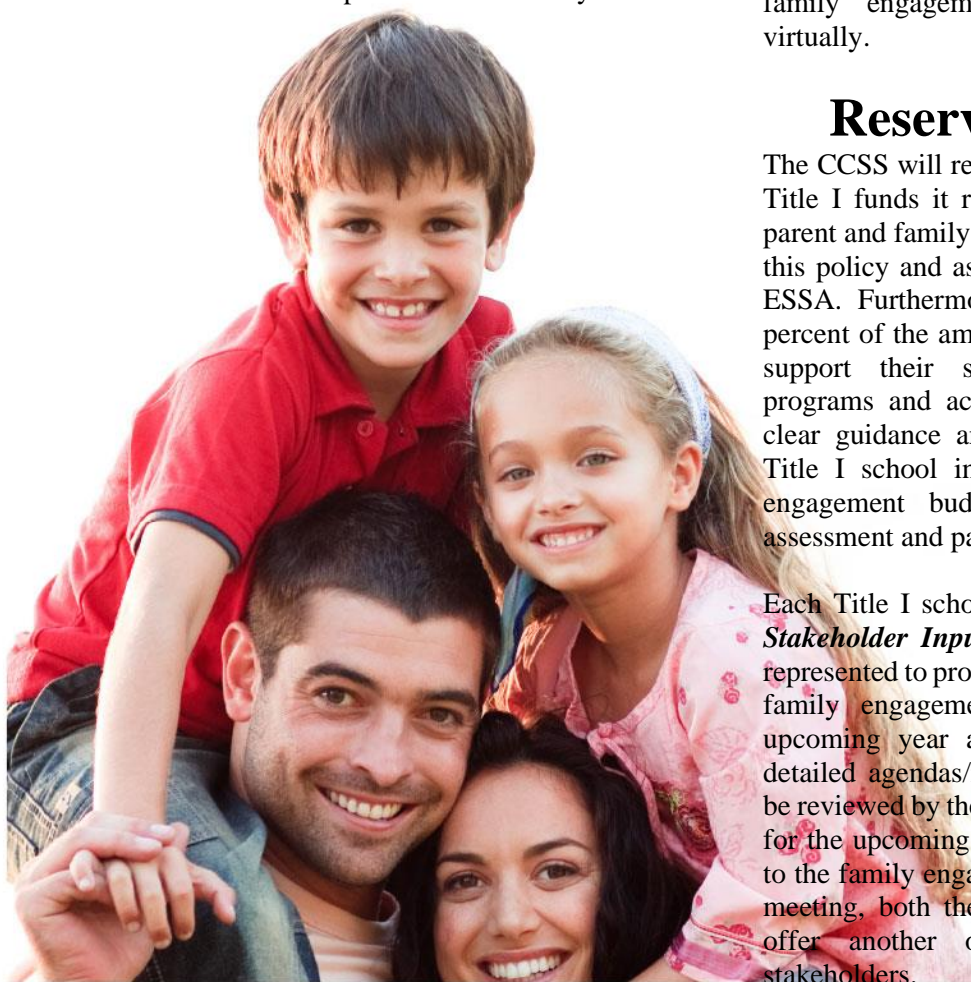 family engagem
virtually.
Reserv
The CCSS will re
Title I funds it r
parent and family
this policy and as
ESSA. Furthermo
percent of the am
support their s
programs and ac
clear guidance a
Title I school in
engagement bud
assessment and pa
Each Title I scho
Stakeholder Inpu
represented to pro
family engageme
upcoming year a
detailed agendas/
be reviewed by the
for the upcoming
to the family enga
meeting, both the
offer another o
stakeholders.